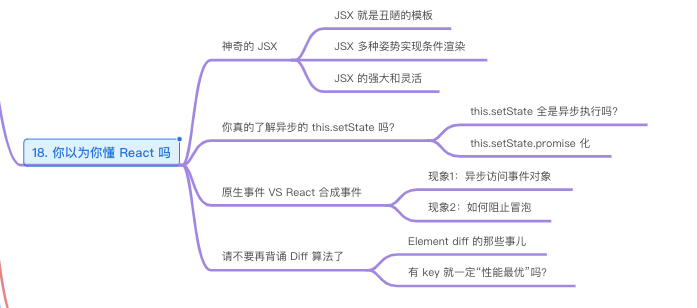 18. 你以为你懂 React 吗
神奇的 JSX
JSX 就是丑陋的模板
JSX 多种姿势实现条件渲染
JSX 的强大和灵活
你真的了解异步的 this.setState 吗?
this.setState 全是异步执行吗?
this.setState.promise 化
原生事件 VS React 合成事件
现象1：异步访问事件对象
现象2：如何阻止冒泡
请不要再背诵 Diff 算法了
Element diff 的那些事儿
有 key 就一定“性能最优”吗?